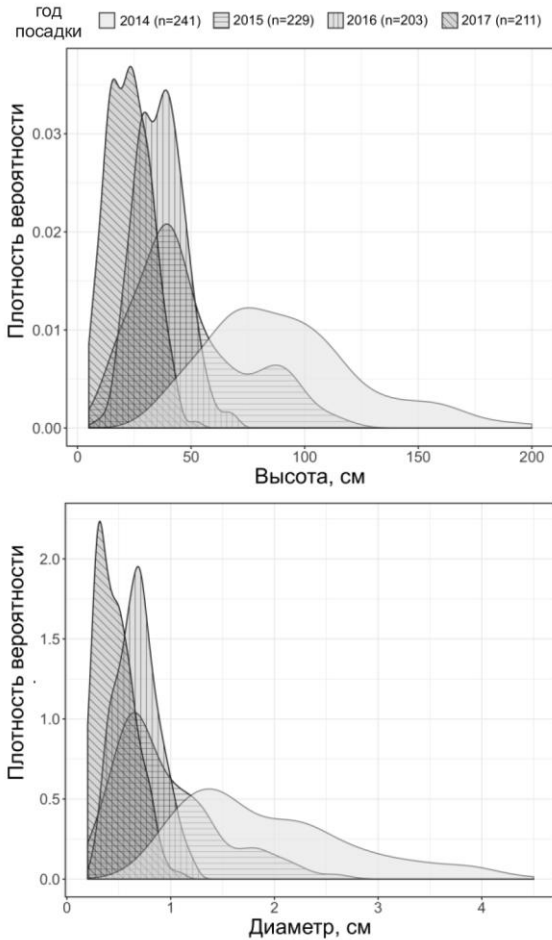 год посадки
2014 (n=241) 2015 (n=229) 2016 (n=203) 2017 (n=211)
Плотность вероятности
0.03
0.02
0.01
0.00
0 50 100 150 200
Высота, см
Плотность вероятности
2.0
1.5
1.0
0.5
0.0
0 1 2 3 4
Диаметр, см